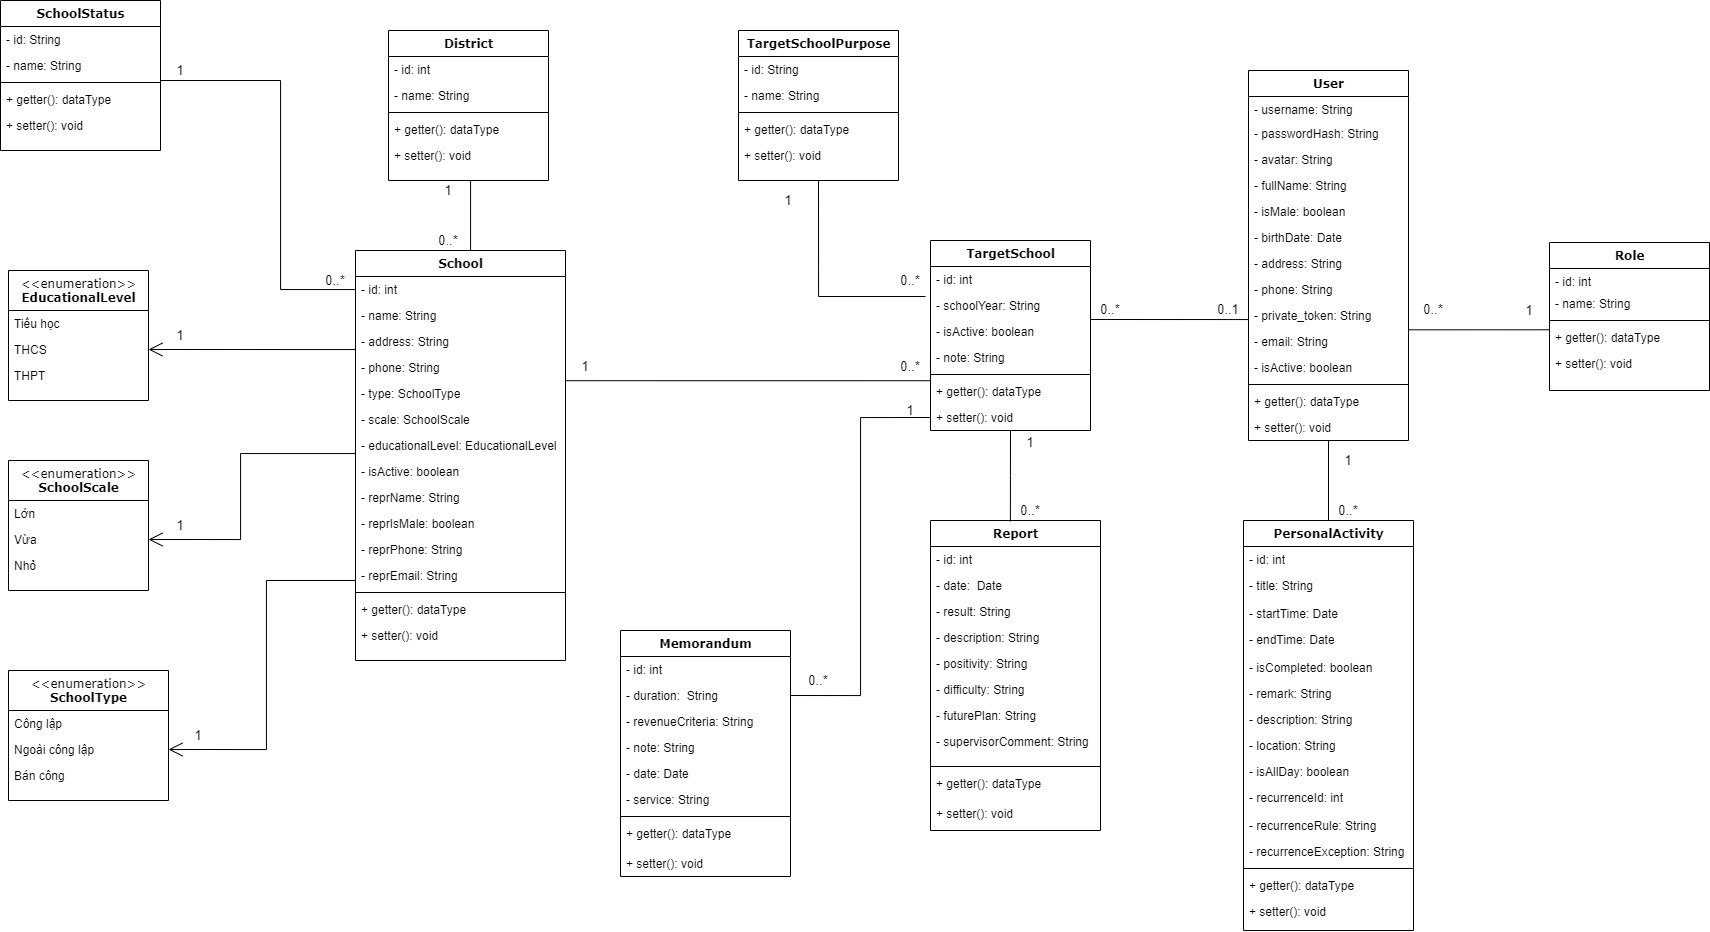 SchoolStatus
- id: String
- name: String
+ getter(): dataType
+ setter(): void
1
0..*
District
- id: int
- name: String
+ getter(): dataType
+ setter(): void
1
0..*
TargetSchoolPurpose
- id: String
- name: String
+ getter(): dataType
+ setter(): void
1
0..*
User
- username: String
- passwordHash: String
- avatar: String
- fullName: String
- isMale: boolean
- birthDate: Date
- address: String
- phone: String
- private_token: String
- email: String
- isActive: boolean
+ getter(): dataType
+ setter(): void
0..*
1
Role
- id: int
- name: String
+ getter(): dataType
+ setter(): void
<<enumeration>>
EducationalLevel
Tiểu học
THCS
THPT
1
School
- id: int
- name: String
- address: String
- phone: String
- type: SchoolType
- scale: SchoolScale
- educationalLevel: EducationalLevel
- isActive: boolean
- reprName: String
- reprIsMale: boolean
- reprPhone: String
- reprEmail: String
+ getter(): dataType
+ setter(): void
1
0..*
TargetSchool
- id: int
- schoolYear: String
- isActive: boolean
- note: String
+ getter(): dataType
+ setter(): void
0..*
0..1
1
1
0..*
1
0..*
<<enumeration>>
SchoolScale
Lớn
Vừa
Nhỏ
1
<<enumeration>>
SchoolType
Công lập
Ngoài công lập
Bán công
1
Memorandum
- id: int
- duration:  String
- revenueCriteria: String
- note: String
- date: Date
- service: String
+ getter(): dataType
+ setter(): void
0..*
Report
- id: int
- date:  Date
- result: String
- description: String
- positivity: String
- difficulty: String
- futurePlan: String
- supervisorComment: String
+ getter(): dataType
+ setter(): void
PersonalActivity
- id: int
- title: String
- startTime: Date
- endTime: Date
- isCompleted: boolean
- remark: String
- description: String
- location: String
- isAllDay: boolean
- recurrenceId: int
- recurrenceRule: String
- recurrenceException: String
+ getter(): dataType
+ setter(): void